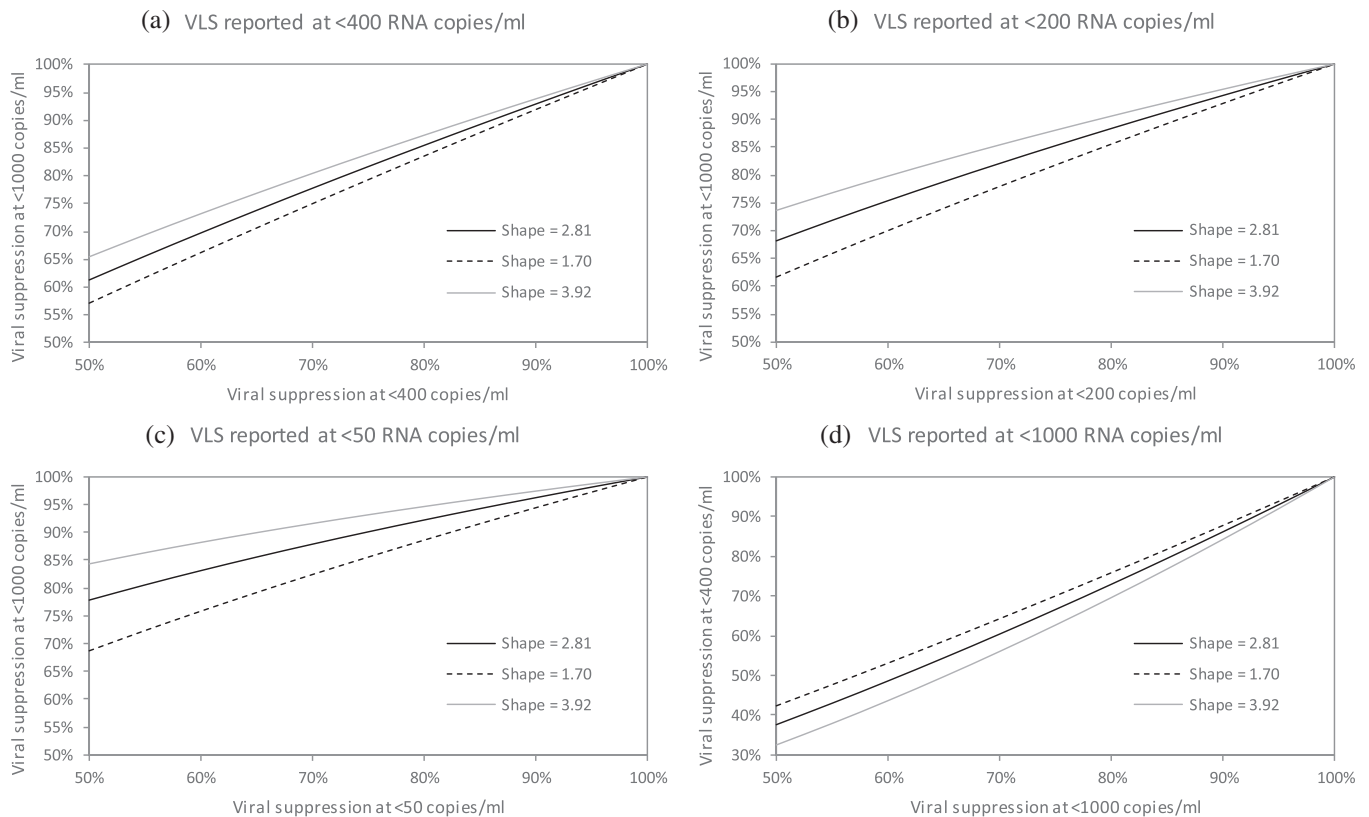 (a) VLS reported at <400 RNA copies/ml
Viral suppression at <1000 copies/ml
100%
95%
90%
85%
80%
75%
70%
65%
60%
55%
50%
Shape = 2.81
Shape = 1.70
Shape = 3.92
50% 60% 70% 80% 90% 100%
Viral suppression at <400 copies/ml
(b) VLS reported at <200 RNA copies/ml
Viral suppression at <1000 copies/ml
100%
95%
90%
85%
80%
75%
70%
65%
60%
55%
50%
Shape = 2.81
Shape = 1.70
Shape = 3.92
50% 60% 70% 80% 90% 100%
Viral suppression at <200 copies/ml
(c) VLS reported at <50 RNA copies/ml
Viral suppression at <1000 copies/ml
100%
95%
90%
85%
80%
75%
70%
65%
60%
55%
50%
Shape = 2.81
Shape = 1.70
Shape = 3.92
50% 60% 70% 80% 90% 100%
Viral suppression at <50 copies/ml
(d) VLS reported at <1000 RNA copies/ml
Viral suppression at <400 copies/ml
100%
90%
80%
70%
60%
50%
40%
30%
Shape = 2.81
Shape = 1.70
Shape = 3.92
50% 60% 70% 80% 90% 100%
Viral suppression at <1000 copies/ml